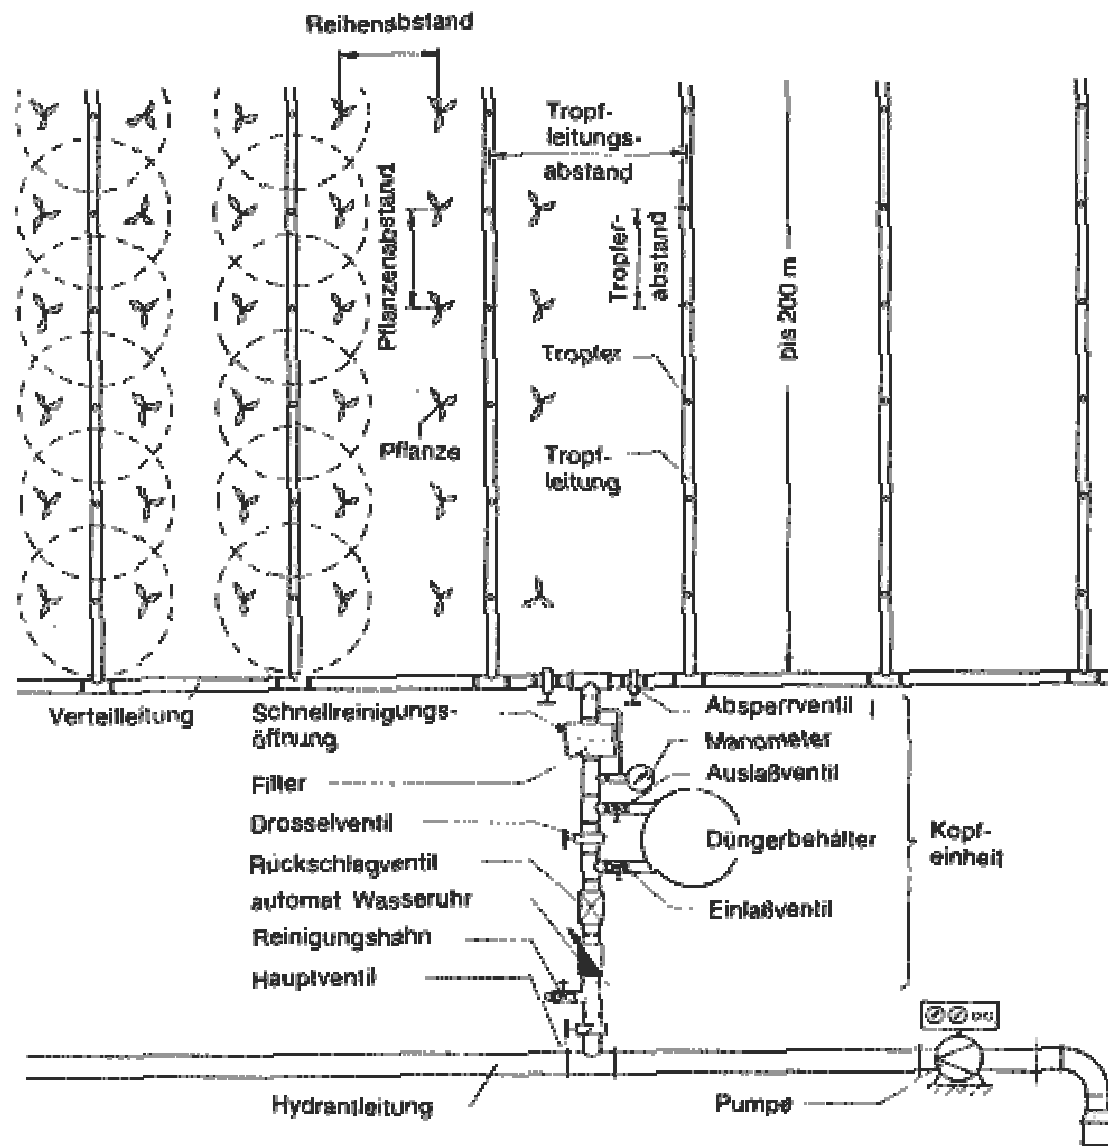 Reihensabstand
Tropf-
leitungs-
abstand
Pflanzenabstand
Tropfer-
abstand
bis 200 m
Tropfer
Pflanze
Tropf-
leitung
Verteilleitung
Schnellreinigungs-
öffnung
Filter
Drosselventil
Rückschlagventil
automat Wasseruhr
Reinigungshahn
Hauptventil
Absperrventil
Manometer
Auslaßventil
Düngerbehälter
Einlaßventil
Kopf-
einheit
Hydrantleitung
Pumpe